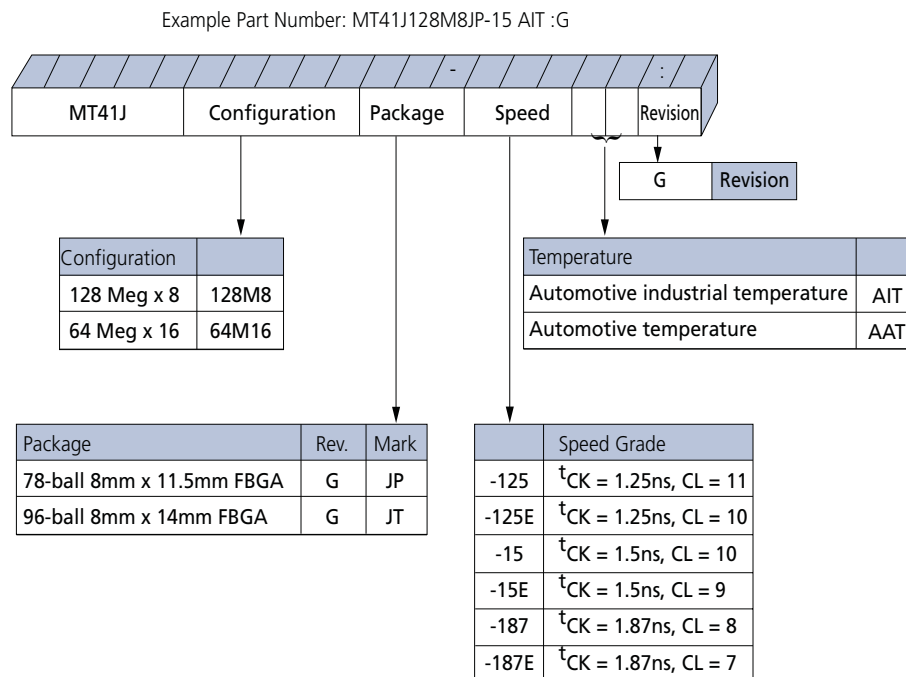 Example Part Number: MT41J128M8JP-15 AIT :G
- :
MT41J Configuration Package Speed Revision
G Revision
Configuration
128 Meg x 8 128M8
64 Meg x 16 64M16
Temperature
Automotive industrial temperature AIT
Automotive temperature AAT
Package Rev. Mark
78-ball 8mm x 11.5mm FBGA G JP
96-ball 8mm x 14mm FBGA G JT
Speed Grade
-125 tCK = 1.25ns, CL = 11
-125E tCK = 1.25ns, CL = 10
-15 tCK = 1.5ns, CL = 10
-15E tCK = 1.5ns, CL = 9
-187 tCK = 1.87ns, CL = 8
-187E tCK = 1.87ns, CL = 7